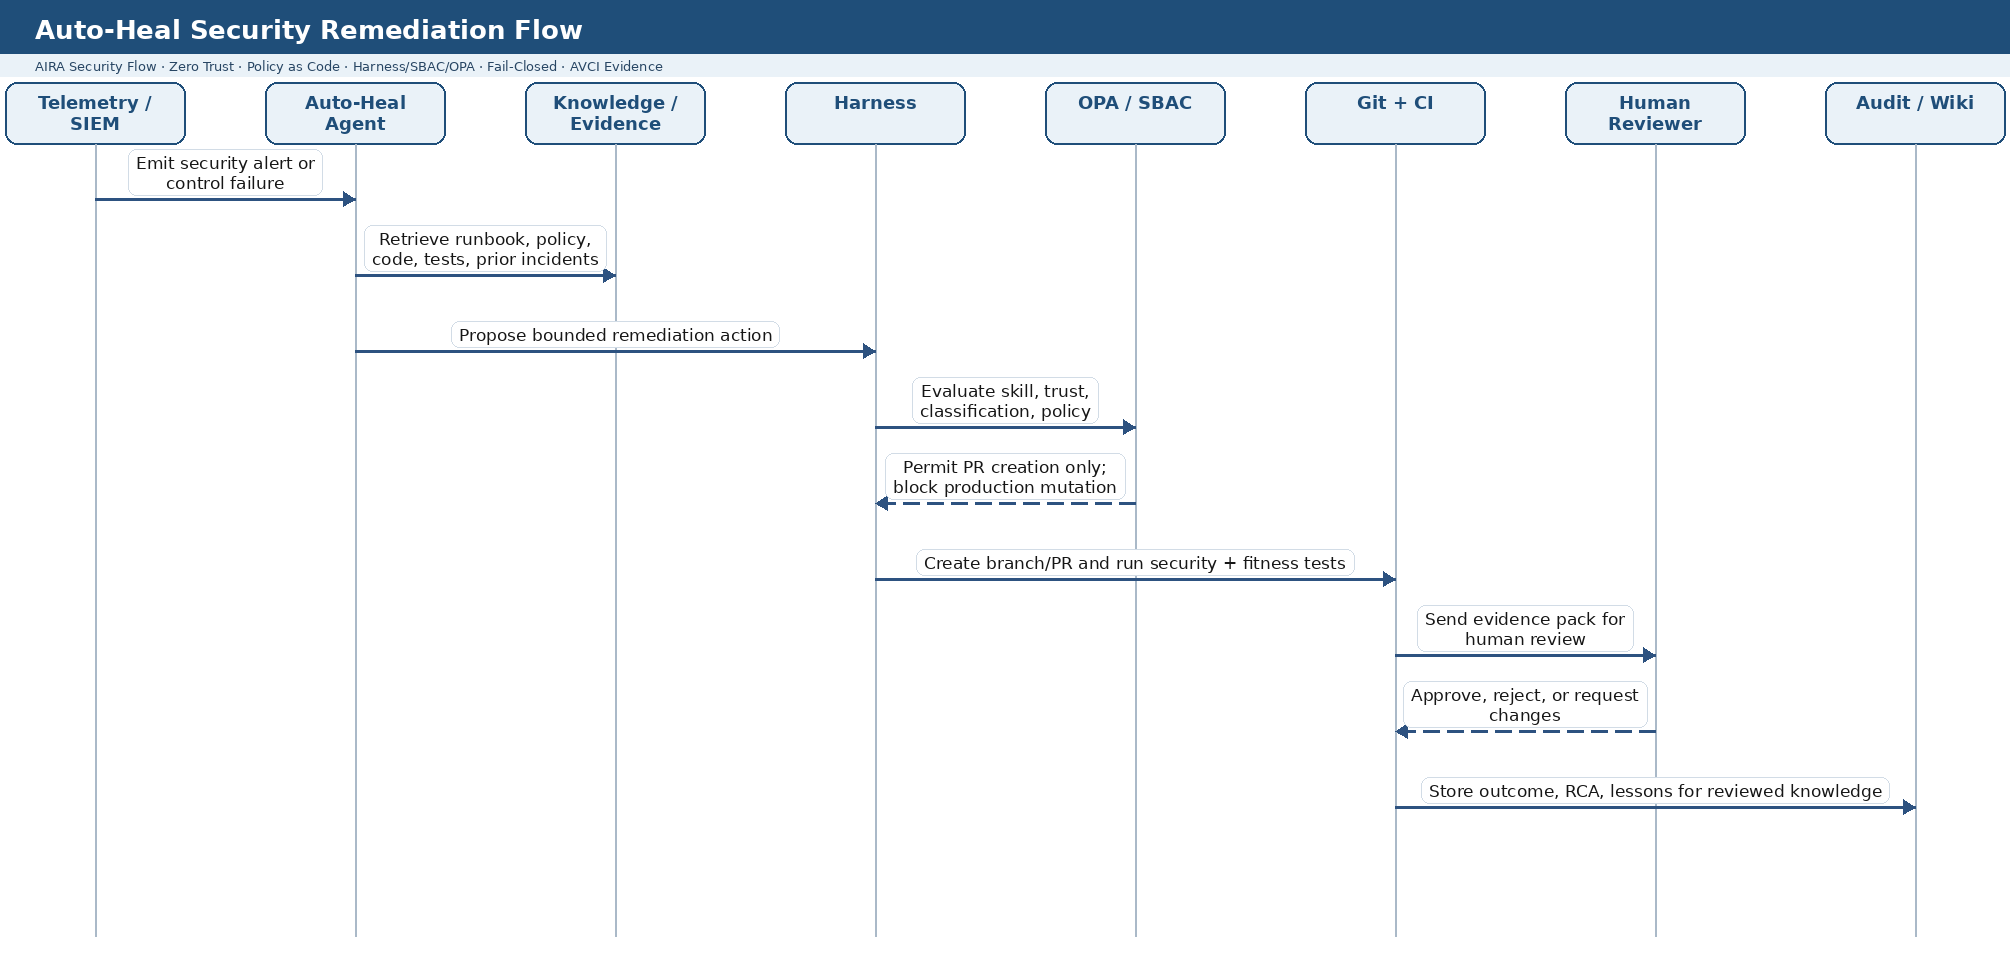 Auto-Heal Security Remediation Flow
AIRA Security Flow · Zero Trust · Policy as Code · Harness/SBAC/OPA · Fail-Closed · AVCI Evidence
Telemetry /
SIEM
Auto-Heal
Agent
Knowledge /
Evidence
Harness
OPA / SBAC
Git + CI
Human
Reviewer
Audit / Wiki
Emit security alert or
control failure
Retrieve runbook, policy,
code, tests, prior incidents
Propose bounded remediation action
Evaluate skill, trust,
classification, policy
Permit PR creation only;
block production mutation
Create branch/PR and run security + fitness tests
Send evidence pack for
human review
Approve, reject, or request
changes
Store outcome, RCA, lessons for reviewed knowledge